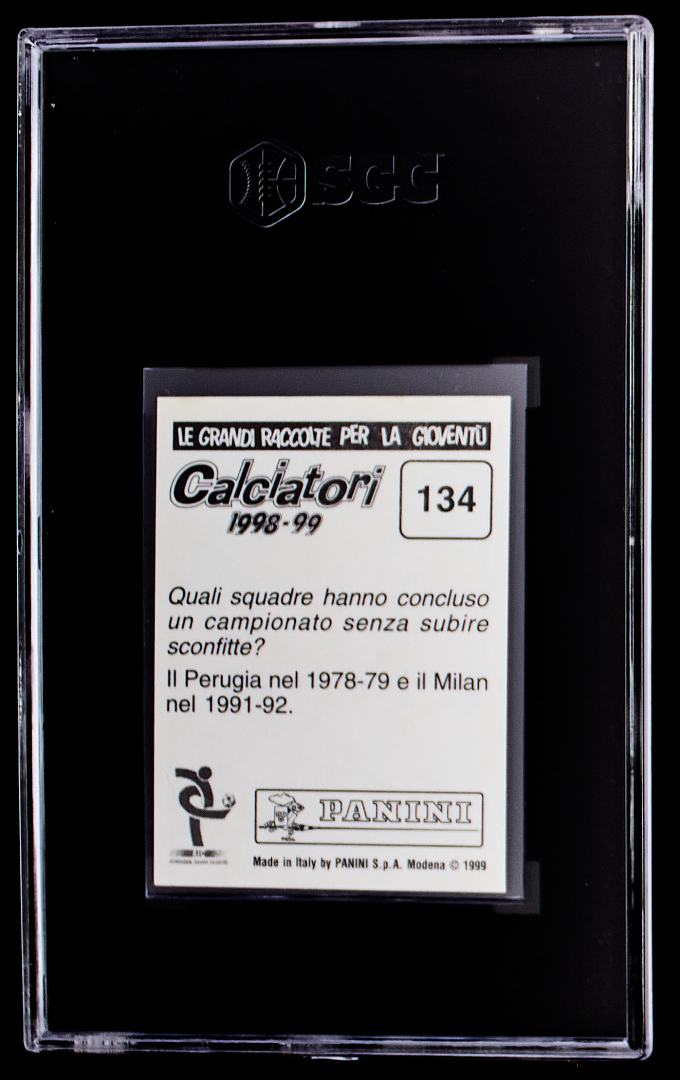 SGC
LE GRANDI RACCOLTE PER LA GIOVENTÙ
Calciatori
1998-99
134
Quali squadre hanno concluso
un campionato senza subire
sconfitte?
Il Perugia nel 1978-79 e il Milan
nel 1991-92.
AIC
PANINI
Made in Italy by PANINI S.p.A. Modena © 1999